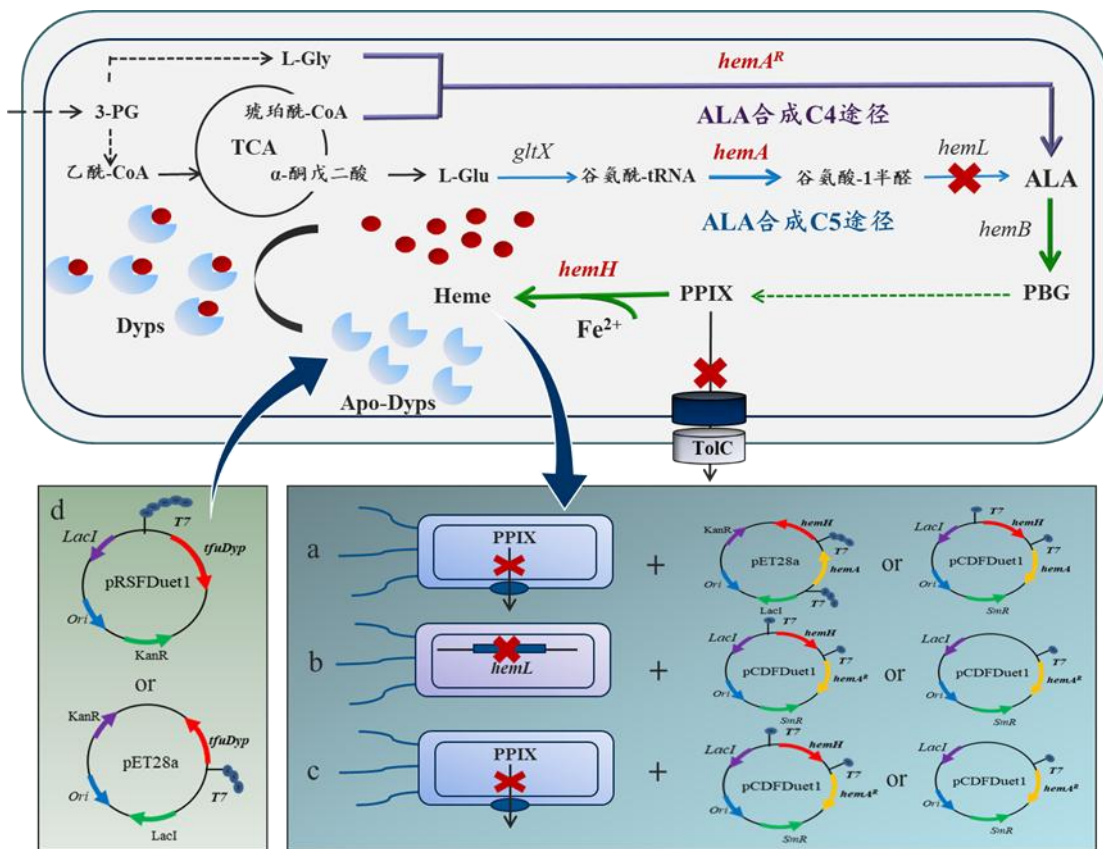 L-Gly
hemAᴿ
3-PG
琥珀酰-CoA
ALA合成C4途径
TCA
gltX
hemA
hemL
乙酰-CoA
α-酮戊二酸
L-Glu
谷氨酰-tRNA
谷氨酸-1半醛
ALA
ALA合成C5途径
hemB
hemH
Heme
PPIX
PBG
Dyps
Fe²⁺
Apo-Dyps
TolC
d
T7
LacI
tfuDyp
pRSFDuet1
Ori
KanR
or
KanR
tfuDyp
pET28a
Ori
T7
LacI
a
PPIX
+
KanR
hemH
T7
pET28a
hemA
Ori
LacI
T7
or
T7
LacI
hemH
T7
pCDFDuet1
hemA
Ori
SmR
b
hemL
+
T7
LacI
hemH
T7
pCDFDuet1
hemAᴿ
Ori
SmR
or
LacI
T7
pCDFDuet1
hemAᴿ
Ori
SmR
c
PPIX
+
T7
LacI
hemH
T7
pCDFDuet1
hemAᴿ
Ori
SmR
or
LacI
T7
pCDFDuet1
hemAᴿ
Ori
SmR